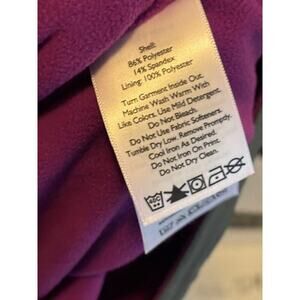 Shell:
86% Polyester
14% Spandex
Lining: 100% Polyester
Turn Garment Inside Out.
Machine Wash Warm With
Like Colors. Use Mild Detergent.
Do Not Bleach.
Do Not Use Fabric Softeners.
Tumble Dry Low. Remove Promptly.
Cool Iron As Desired.
Do Not Iron On Print.
Do Not Dry Clean.